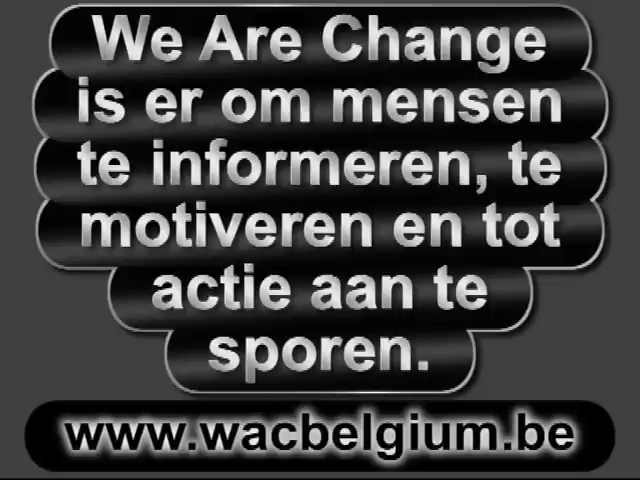 We Are Change
is er om mensen
te informeren, te
motiveren en tot
actie aan te
sporen.
www.wacbelgium.be